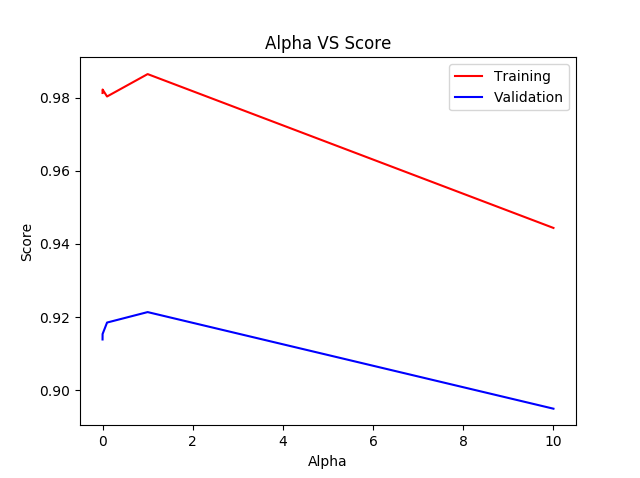 Alpha VS Score
Training
Validation
0.98
0.96
0.94
0.92
0.90
Score
0 2 4 6 8 10
Alpha